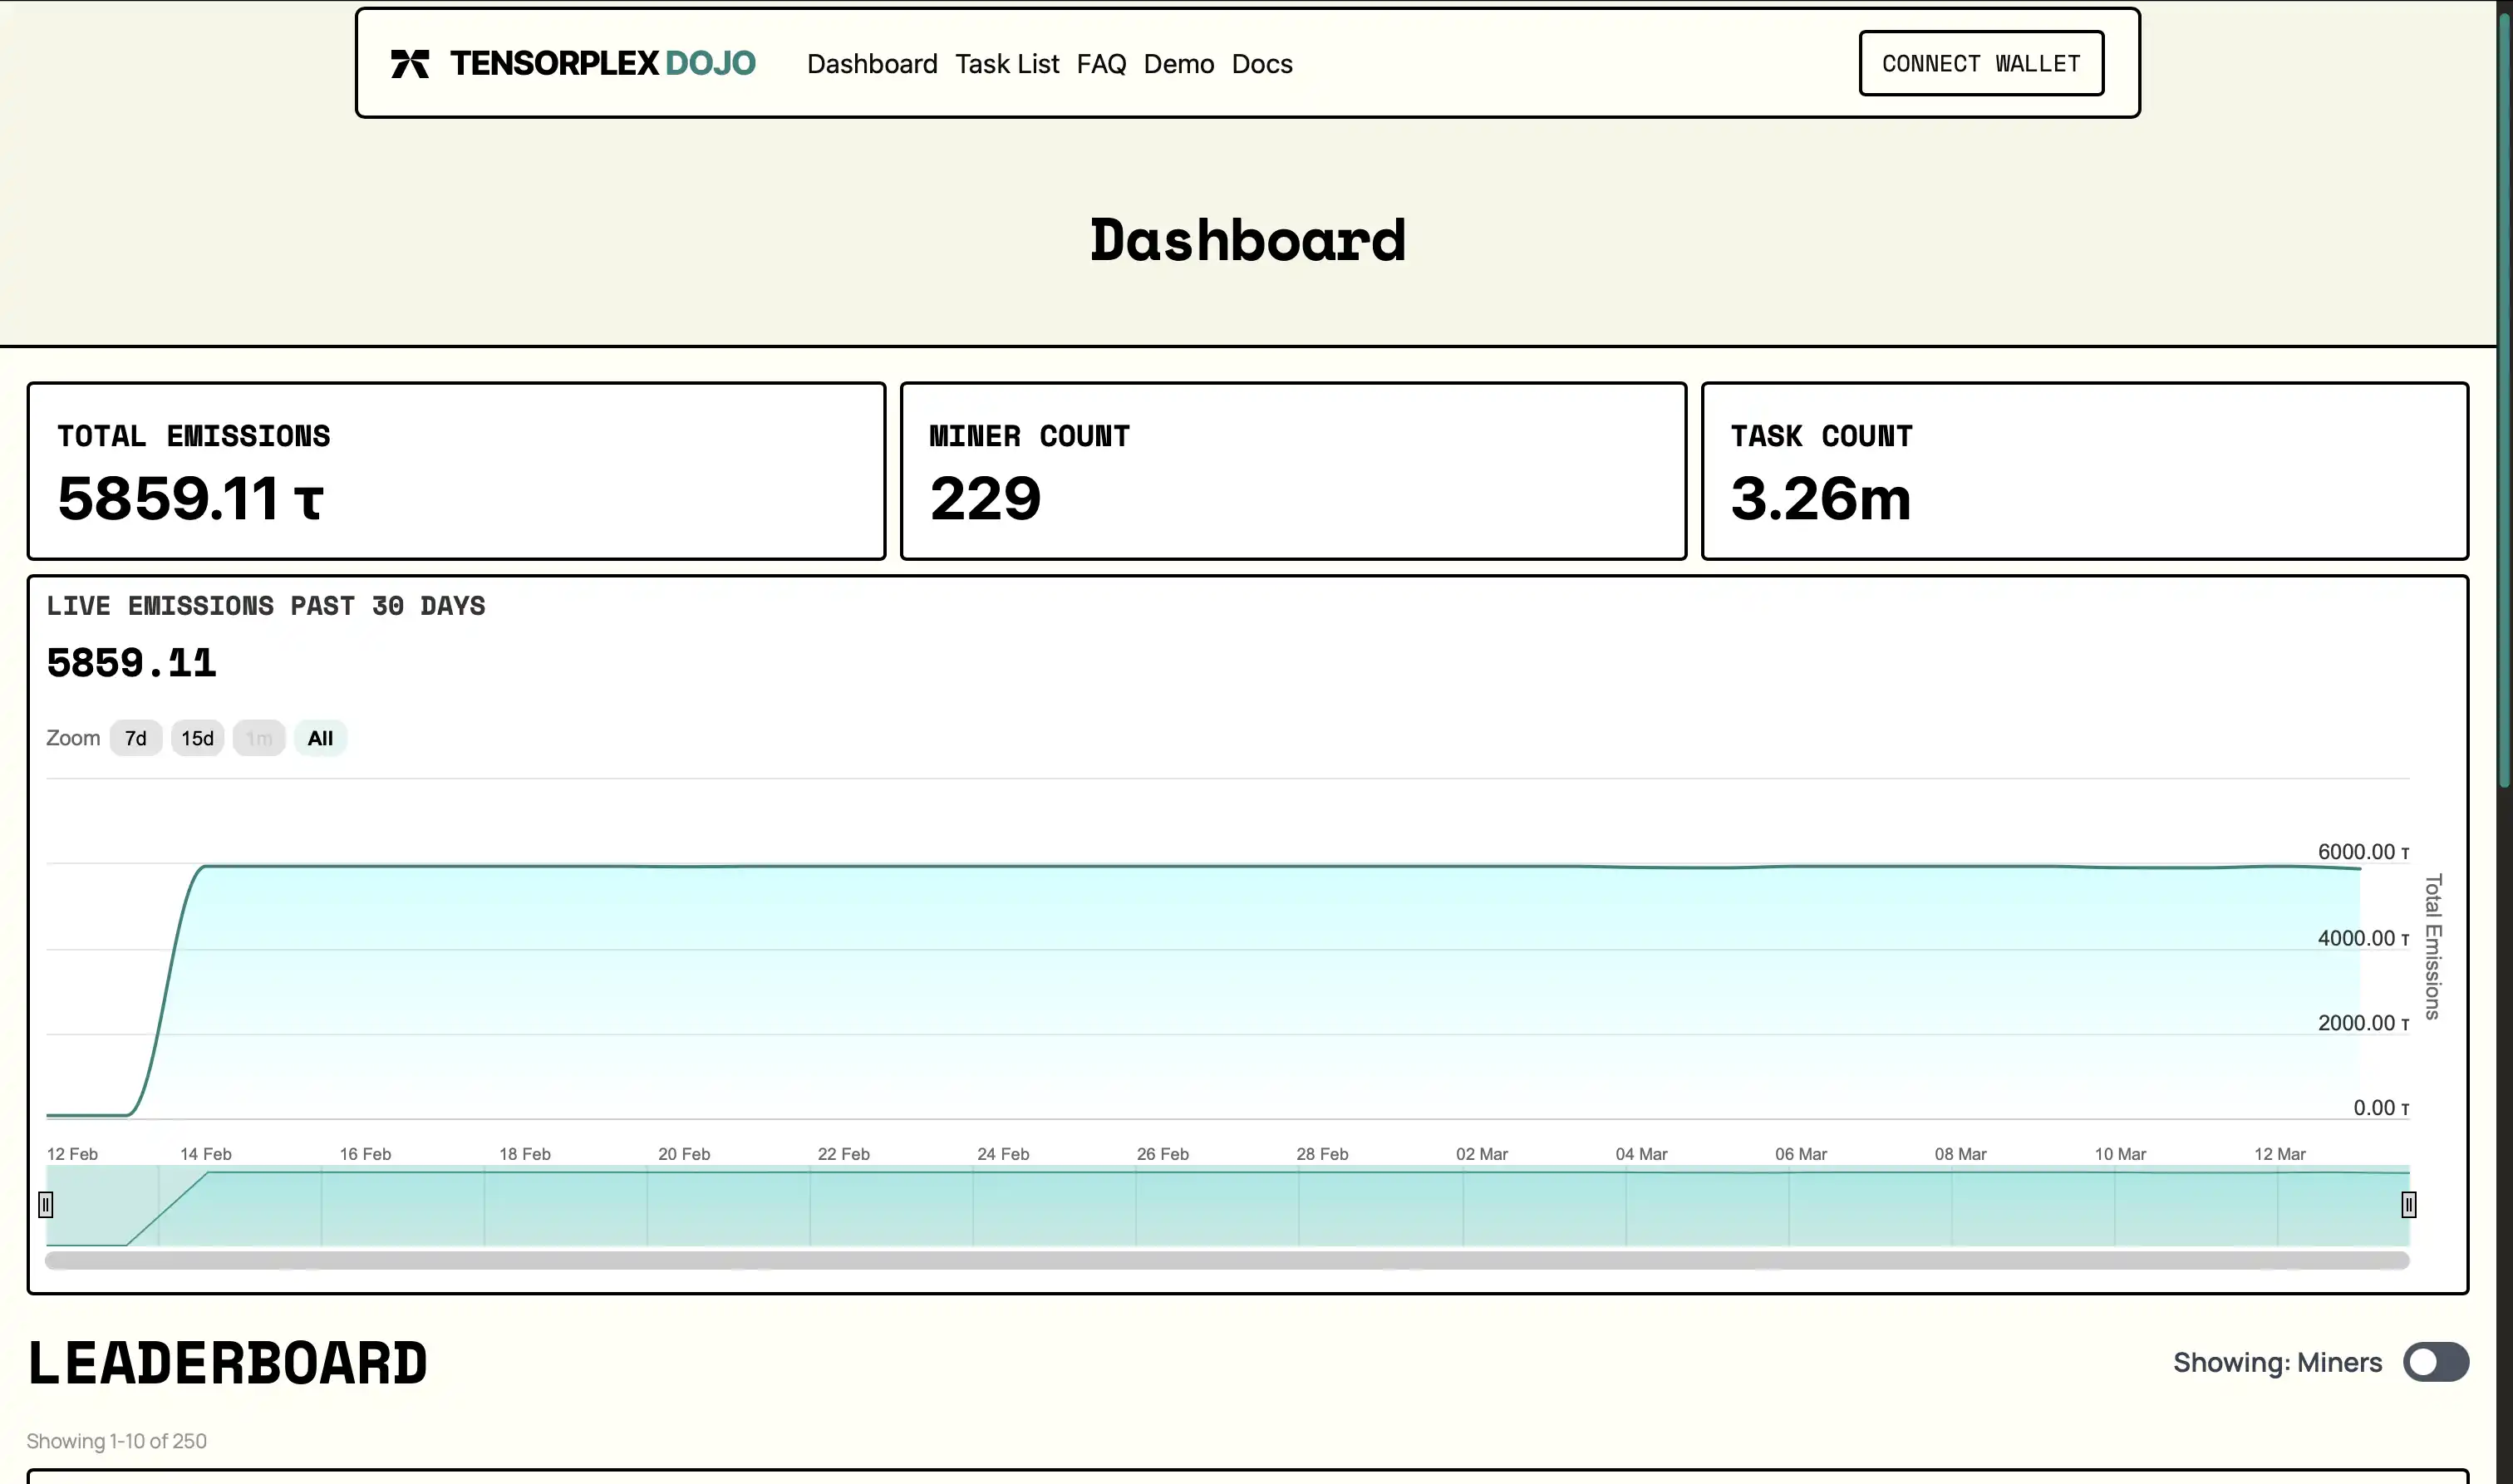 TENSORPLEX DOJO Dashboard Task List FAQ Demo Docs CONNECT WALLET
Dashboard
TOTAL EMISSIONS
5859.11 τ
MINER COUNT
229
TASK COUNT
3.26m
LIVE EMISSIONS PAST 30 DAYS
5859.11
Zoom 7d 15d 1m All
6000.00 τ
4000.00 τ
2000.00 τ
0.00 τ
Total Emissions
12 Feb 14 Feb 16 Feb 18 Feb 20 Feb 22 Feb 24 Feb 26 Feb 28 Feb 02 Mar 04 Mar 06 Mar 08 Mar 10 Mar 12 Mar
LEADERBOARD
Showing: Miners
Showing 1-10 of 250